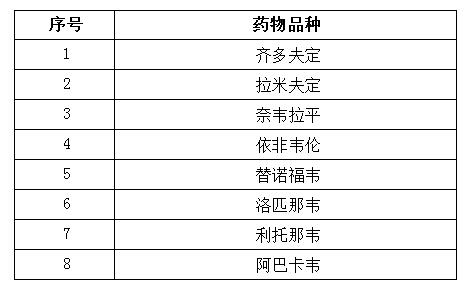 序号 药物品种
1 齐多夫定
2 拉米夫定
3 奈韦拉平
4 依非韦伦
5 替诺福韦
6 洛匹那韦
7 利托那韦
8 阿巴卡韦